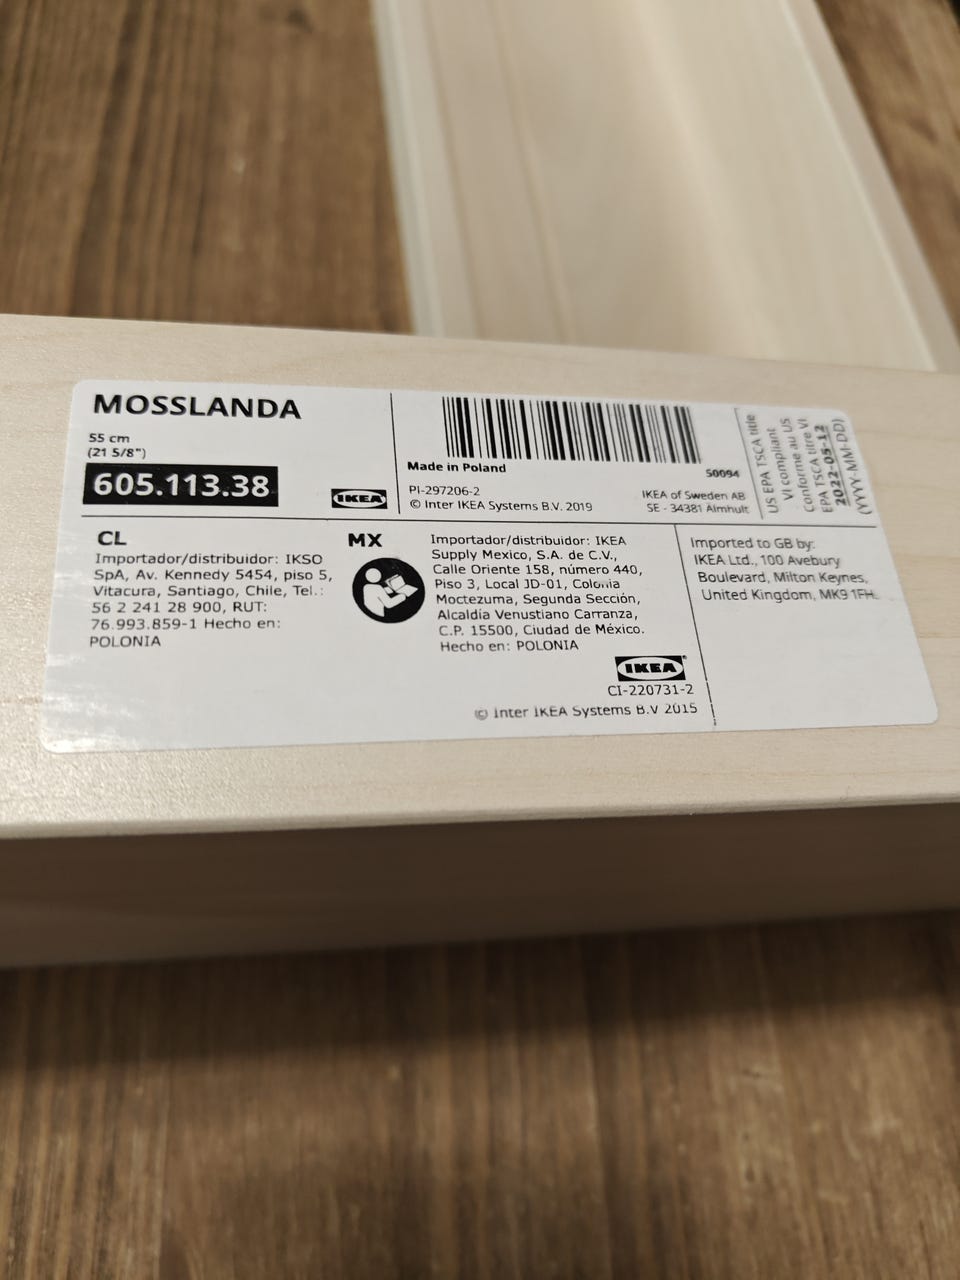 MOSSLANDA
55 cm
(21 5/8")
605.113.38
IKEA
Made in Poland
50094
PI-297206-2
© Inter IKEA Systems B.V. 2019
IKEA of Sweden AB
SE - 34381 Älmhult
US EPA TSCA title
VI compliant
Conforme au US
EPA TSCA titre VI
2022-05-12
(YYYY-MM-DD)
CL
Importador/distribuidor: IKSO
SpA, Av. Kennedy 5454, piso 5,
Vitacura, Santiago, Chile, Tel.:
56 2 241 28 900, RUT:
76.993.859-1 Hecho en:
POLONIA
MX
Importador/distribuidor: IKEA
Supply Mexico, S.A. de C.V.,
Calle Oriente 158, número 440,
Piso 3, Local JD-01, Colonia
Moctezuma, Segunda Sección,
Alcaldía Venustiano Carranza,
C.P. 15500, Ciudad de México.
Hecho en: POLONIA
IKEA
CI-220731-2
© Inter IKEA Systems B.V 2015
Imported to GB by:
IKEA Ltd., 100 Avebury
Boulevard, Milton Keynes,
United Kingdom, MK9 1FH.